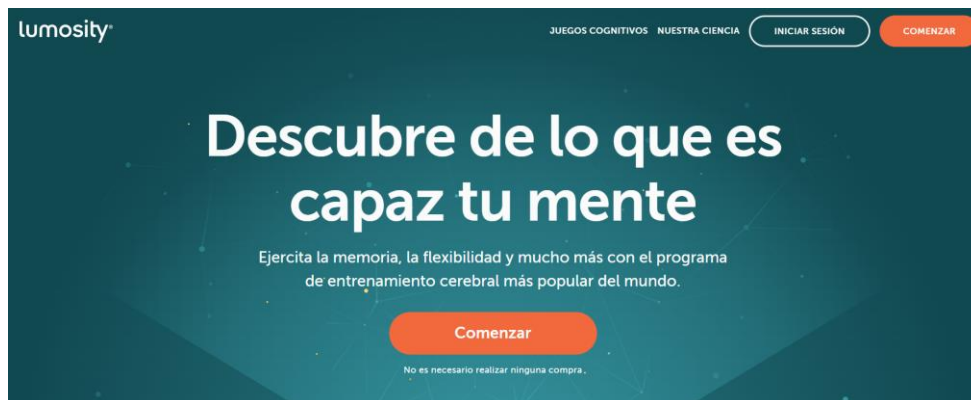 lumosity
JUEGOS COGNITIVOS NUESTRA CIENCIA INICIAR SESIÓN COMENZAR
Descubre de lo que es
capaz tu mente
Ejercita la memoria, la flexibilidad y mucho más con el programa
de entrenamiento cerebral más popular del mundo.
Comenzar
No es necesario realizar ninguna compra.